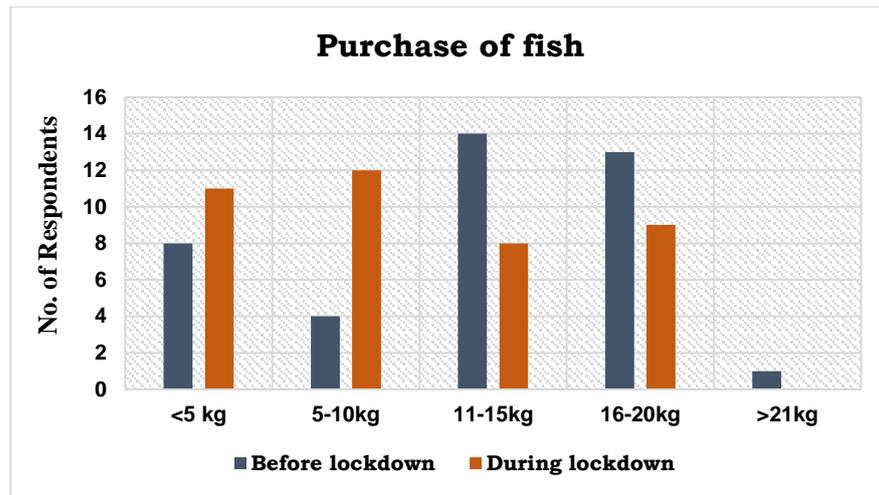 Purchase of fish
16
14
12
10
8
6
4
2
0
No. of Respondents
<5 kg 5-10kg 11-15kg 16-20kg >21kg
Before lockdown During lockdown